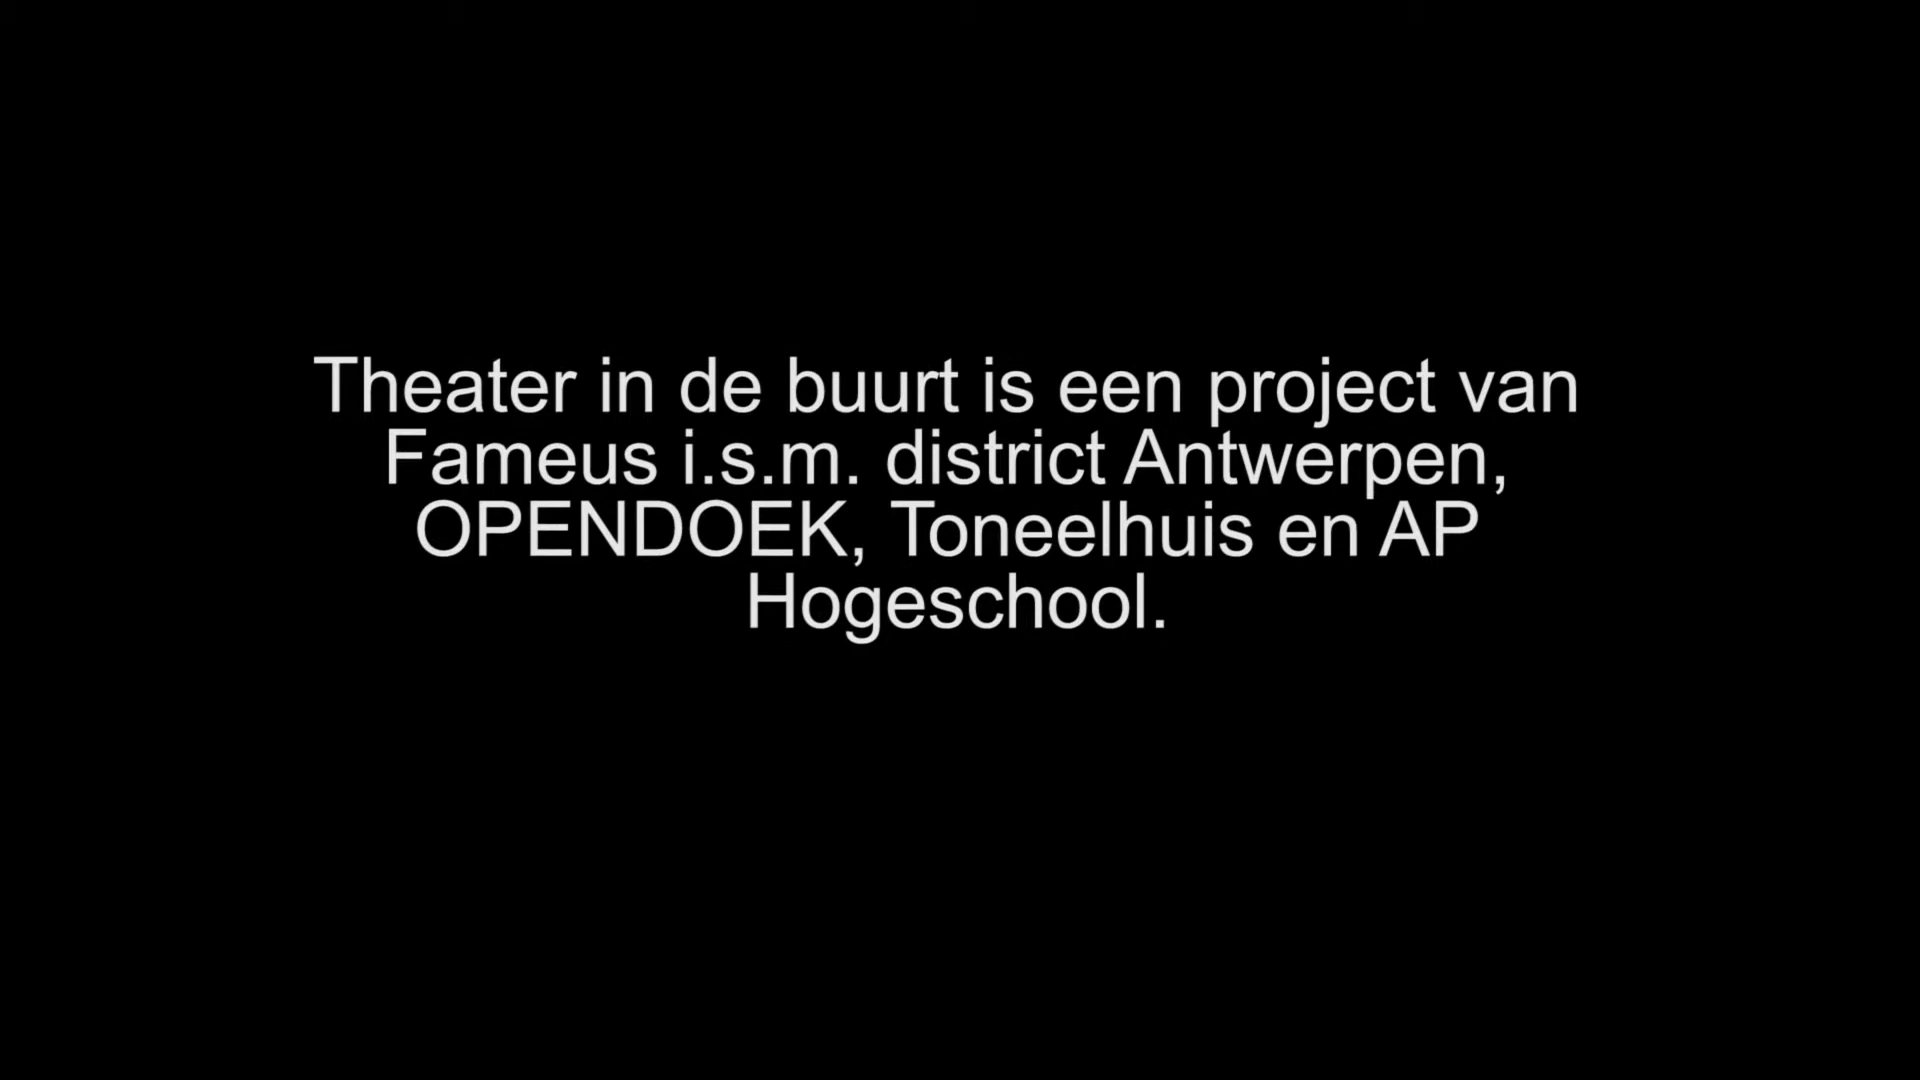 Theater in de buurt is een project van
Fameus i.s.m. district Antwerpen,
OPENDOEK, Toneelhuis en AP
Hogeschool.